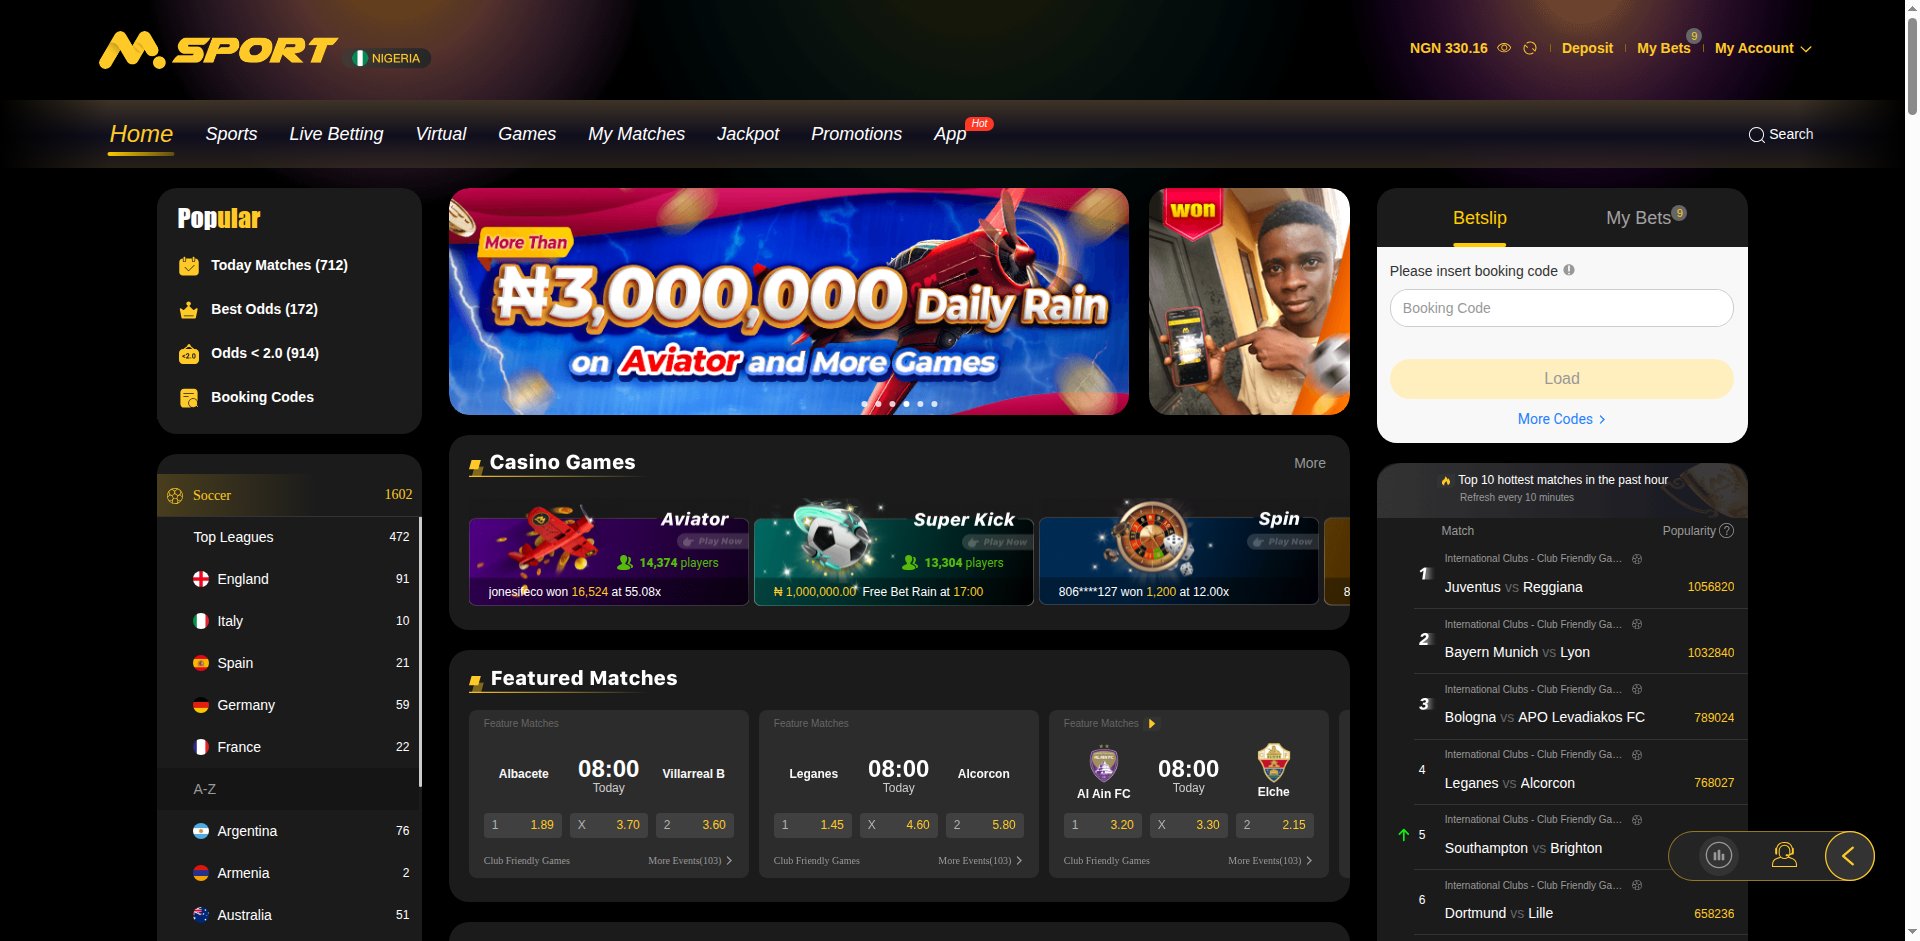 M.SPORT
NIGERIA
NGN 330.16
Deposit
My Bets
9
My Account
Home
Sports
Live Betting
Virtual
Games
My Matches
Jackpot
Promotions
App
Hot
Search
Popular
Today Matches (712)
Best Odds (172)
<2.0
Odds < 2.0 (914)
Booking Codes
Soccer
1602
Top Leagues
472
England
91
Italy
10
Spain
21
Germany
59
France
22
A-Z
Argentina
76
Armenia
2
Australia
51
More Than
₦3,000,000 Daily Rain
on Aviator and More Games
won
Casino Games
More
Aviator
Play Now
14,374 players
jonesifeco won 16,524 at 55.08x
Super Kick
Play Now
13,304 players
₦ 1,000,000.00 Free Bet Rain at 17:00
Spin
Play Now
806****127 won 1,200 at 12.00x
8
Featured Matches
Feature Matches
Albacete
08:00
Today
Villarreal B
1 1.89
X 3.70
2 3.60
Club Friendly Games
More Events(103)
Feature Matches
Leganes
08:00
Today
Alcorcon
1 1.45
X 4.60
2 5.80
Club Friendly Games
More Events(103)
Feature Matches
Al Ain FC
08:00
Today
Elche
1 3.20
X 3.30
2 2.15
Club Friendly Games
More Events(103)
Betslip
My Bets
9
Please insert booking code
Booking Code
Load
More Codes
Top 10 hottest matches in the past hour
Refresh every 10 minutes
Match
Popularity ?
1
International Clubs - Club Friendly Ga...
Juventus vs Reggiana
1056820
2
International Clubs - Club Friendly Ga...
Bayern Munich vs Lyon
1032840
3
International Clubs - Club Friendly Ga...
Bologna vs APO Levadiakos FC
789024
4
International Clubs - Club Friendly Ga...
Leganes vs Alcorcon
768027
5
International Clubs - Club Friendly Ga...
Southampton vs Brighton
6
International Clubs - Club Friendly Ga...
Dortmund vs Lille
658236